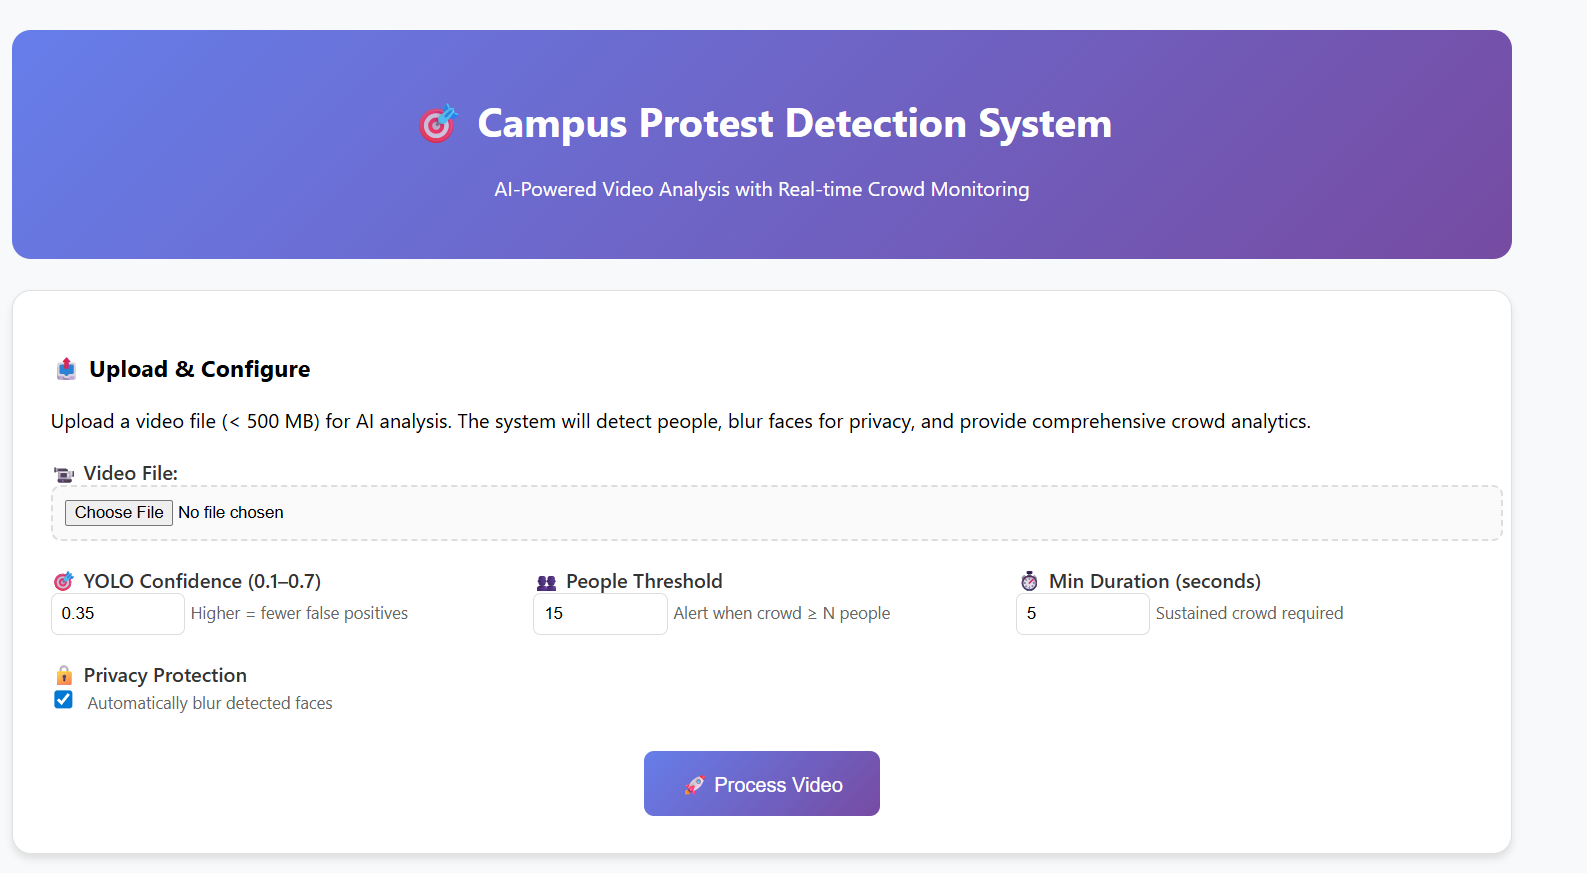 Campus Protest Detection System
AI-Powered Video Analysis with Real-time Crowd Monitoring
Upload & Configure
Upload a video file (< 500 MB) for AI analysis. The system will detect people, blur faces for privacy, and provide comprehensive crowd analytics.
Video File:
Choose File No file chosen
YOLO Confidence (0.1–0.7)
0.35 Higher = fewer false positives
People Threshold
15 Alert when crowd ≥ N people
Min Duration (seconds)
5 Sustained crowd required
Privacy Protection
Automatically blur detected faces
Process Video